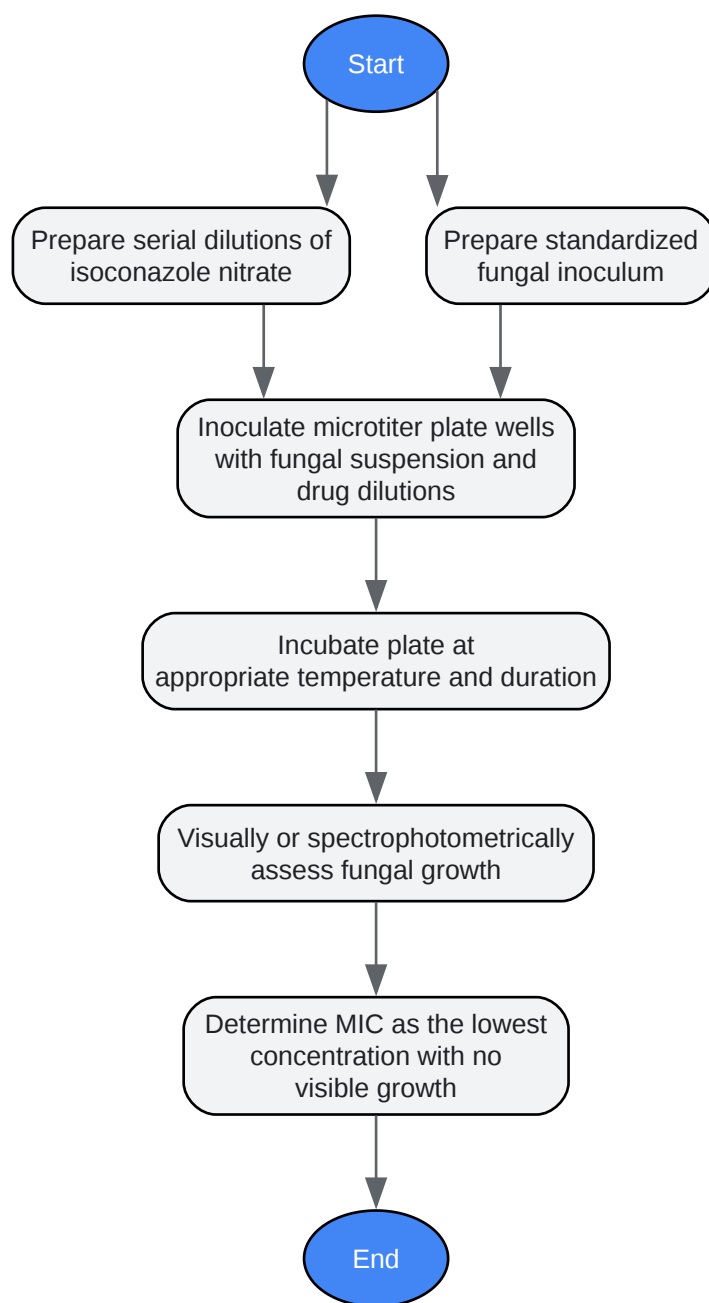 Start
Prepare serial dilutions of
isoconazole nitrate
Prepare standardized
fungal inoculum
Inoculate microtiter plate wells
with fungal suspension and
drug dilutions
Incubate plate at
appropriate temperature and duration
Visually or spectrophotometrically
assess fungal growth
Determine MIC as the lowest
concentration with no
visible growth
End